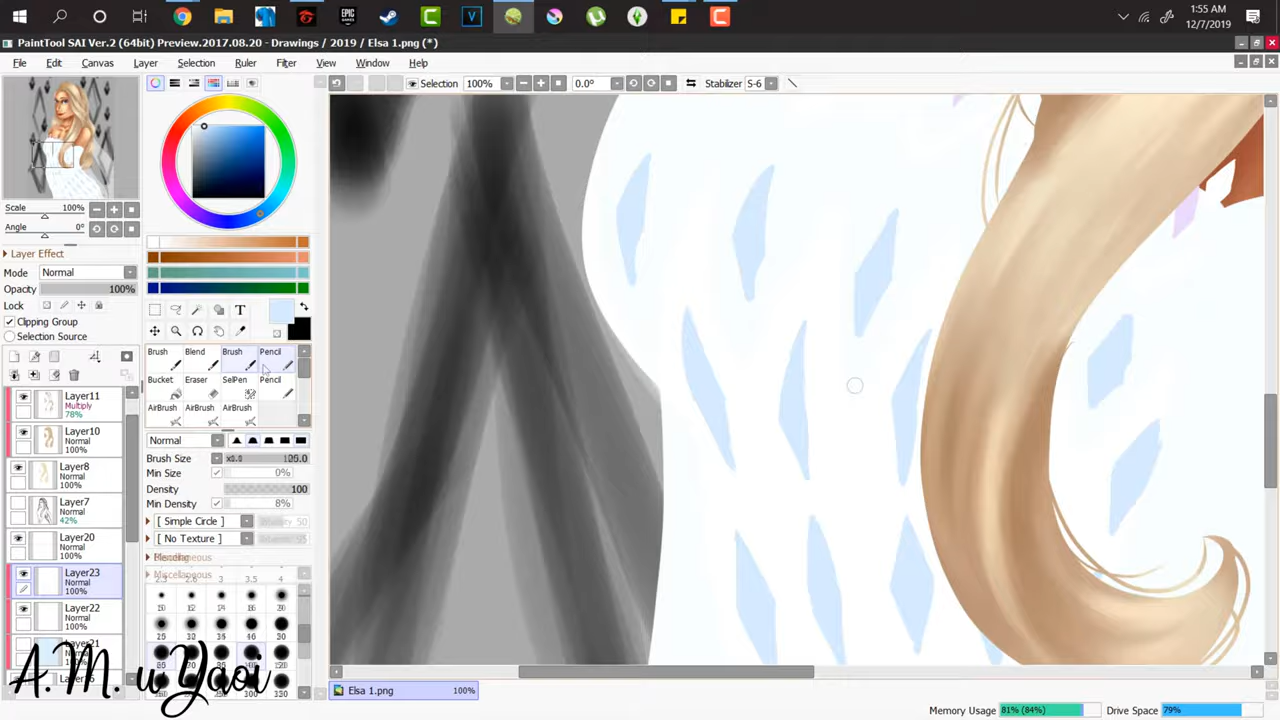 1:55 AM
12/7/2019
PaintTool SAI Ver.2 (64bit) Preview.2017.08.20 - Drawings / 2019 / Elsa 1.png (*)
File Edit Canvas Layer Selection Ruler Filter View Window Help
Selection 100% 0.0° Stabilizer S-6
Scale 100%
Angle 0°
Layer Effect
Mode Normal
Opacity 100%
Lock
Clipping Group
Selection Source
Layer11
Multiply
78%
Layer10
Normal
100%
Layer8
Normal
100%
Layer7
Normal
42%
Layer20
Normal
100%
Layer23
Normal
100%
Layer22
Normal
100%
Layer21
T
Brush Blend Brush Pencil
Bucket Eraser SelPen Pencil
AirBrush AirBrush AirBrush
Normal
Brush Size
Min Size 0%
Density 100
Min Density 8%
[ Simple Circle ]
[ No Texture ]
Miscellaneous
Elsa 1.png 100%
Memory Usage 81% (84%) Drive Space 79%
A.M. u Yaoi